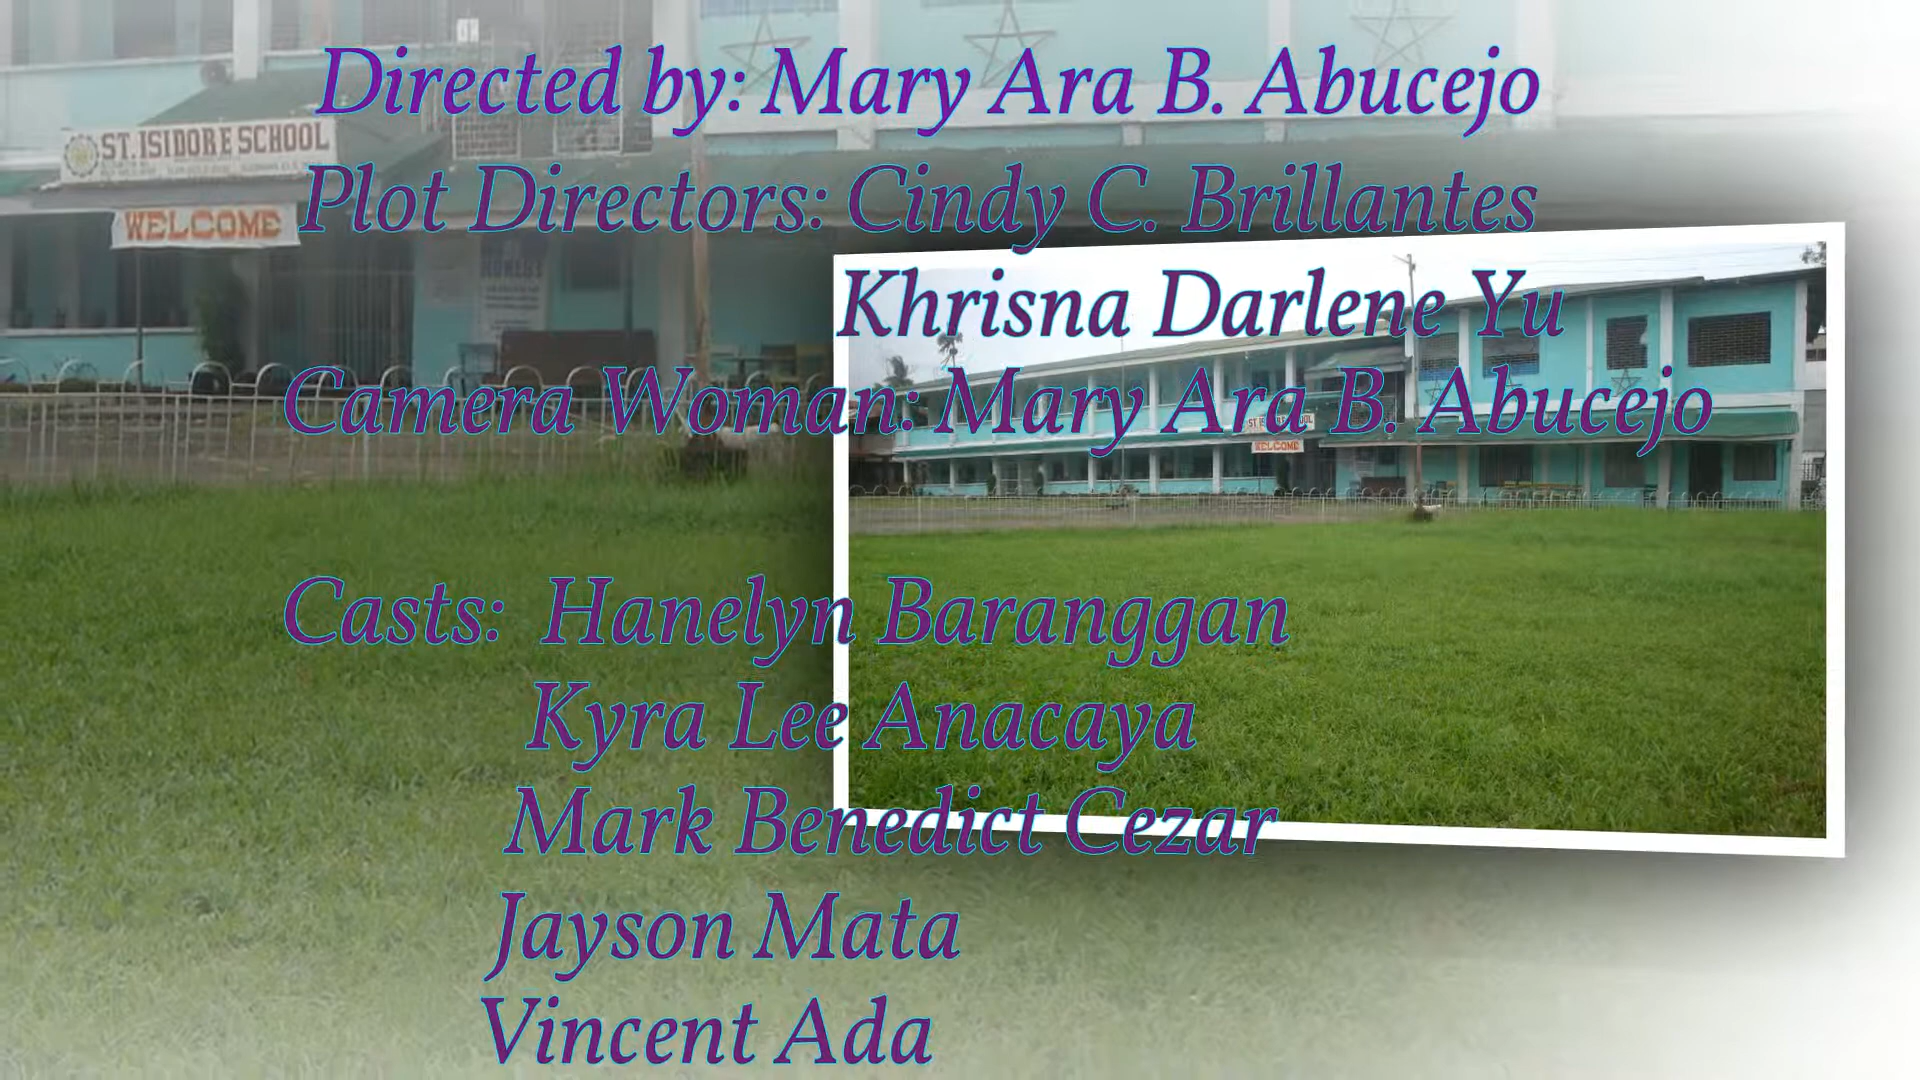 Directed by: Mary Ara B. Abucejo
ST. ISIDORE SCHOOL
Plot Directors: Cindy C. Brillantes
WELCOME
Khrisna Darlene Yu
Camera Woman: Mary Ara B. Abucejo
WELCOME
Casts: Hanelyn Baranggan
Kyra Lee Anacaya
Mark Benedict Cezar
Jayson Mata
Vincent Ada